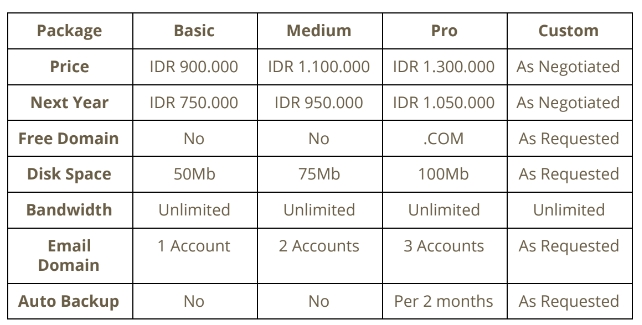 Package Basic Medium Pro Custom
Price IDR 900.000 IDR 1.100.000 IDR 1.300.000 As Negotiated
Next Year IDR 750.000 IDR 950.000 IDR 1.050.000 As Negotiated
Free Domain No No .COM As Requested
Disk Space 50Mb 75Mb 100Mb As Requested
Bandwidth Unlimited Unlimited Unlimited Unlimited
Email 1 Account 2 Accounts 3 Accounts As Requested
Domain
Auto Backup No No Per 2 months As Requested